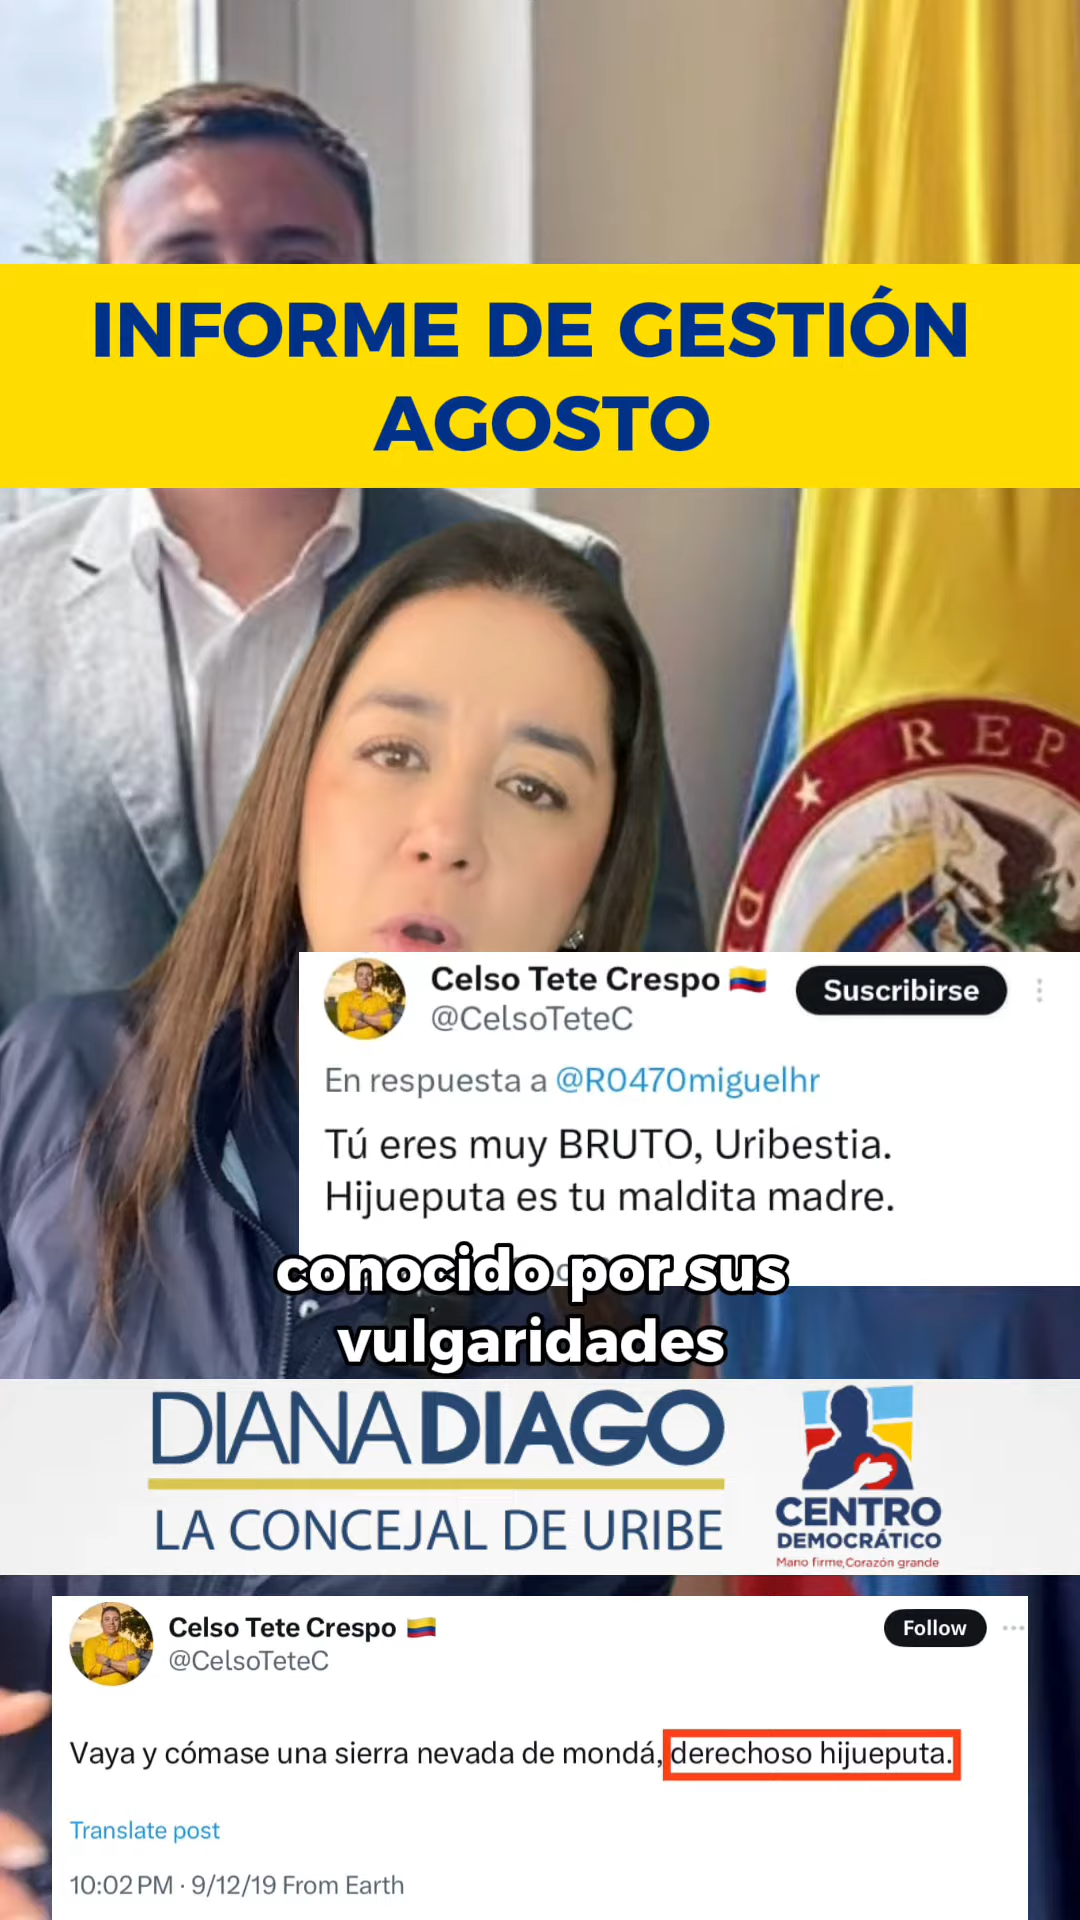 INFORME DE GESTIÓN
AGOSTO
REP
D
Celso Tete Crespo 🇨🇴
Suscribirse
@CelsoTeteC
En respuesta a @R0470miguelhr
Tú eres muy BRUTO, Uribestia.
Hijueputa es tu maldita madre.
conocido por sus
vulgaridades
DIANA DIAGO
LA CONCEJAL DE URIBE
CENTRO
DEMOCRÁTICO
Mano firme, Corazón grande
Celso Tete Crespo 🇨🇴
Follow
@CelsoTeteC
Vaya y cómase una sierra nevada de mondá, derechoso hijueputa.
Translate post
10:02 PM · 9/12/19 From Earth